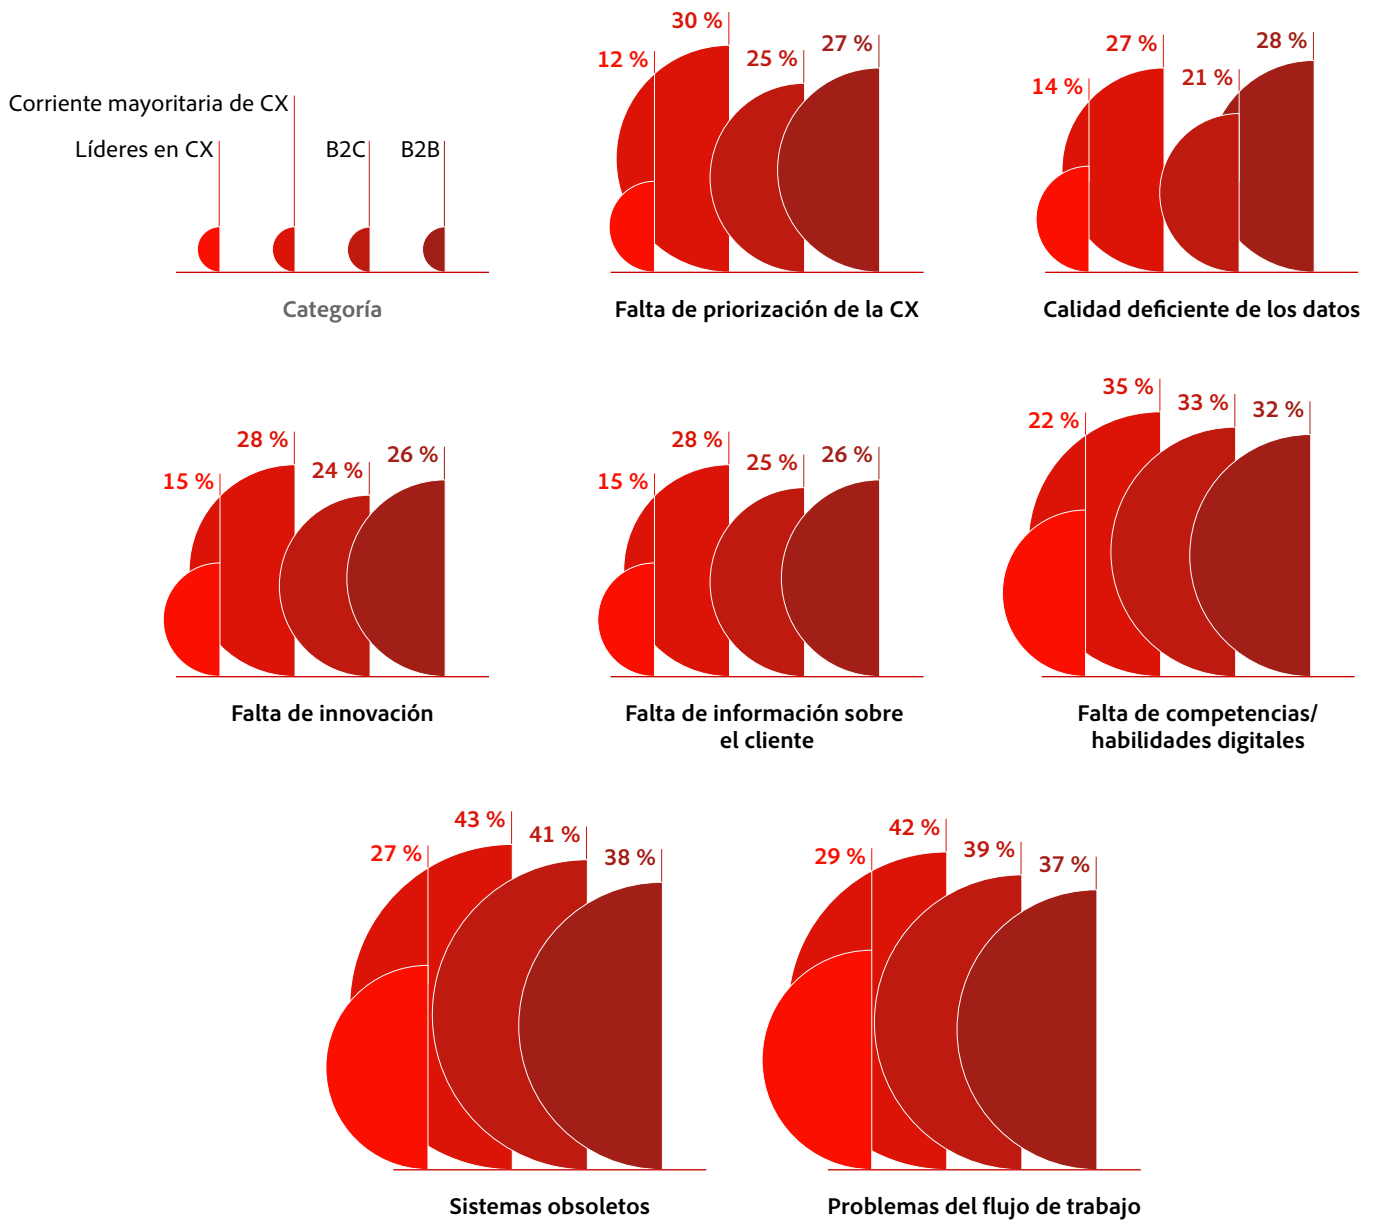 Corriente mayoritaria de CX
Líderes en CX
B2C
B2B
Categoría
12 %
30 %
25 %
27 %
Falta de priorización de la CX
14 %
27 %
21 %
28 %
Calidad deficiente de los datos
15 %
28 %
24 %
26 %
Falta de innovación
15 %
28 %
25 %
26 %
Falta de información sobre
el cliente
22 %
35 %
33 %
32 %
Falta de competencias/
habilidades digitales
27 %
43 %
41 %
38 %
Sistemas obsoletos
29 %
42 %
39 %
37 %
Problemas del flujo de trabajo